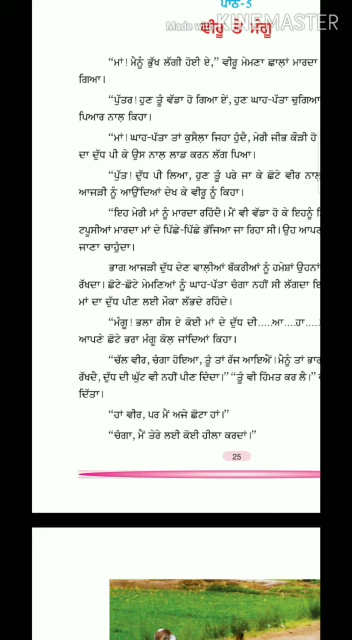 ਪਾਠ-5
Made with KINEMASTER
ਵੀਰੂ ਤੇ ਮੰਗੂ
“ਮਾਂ! ਮੈਨੂੰ ਭੁੱਖ ਲੱਗੀ ਹੋਈ ਏ,” ਵੀਰੂ ਮੇਮਣਾ ਛਾਲਾਂ ਮਾਰਦਾ
ਗਿਆ।
“ਪੁੱਤਰ! ਹੁਣ ਤੂੰ ਵੱਡਾ ਹੋ ਗਿਆ ਏਂ, ਹੁਣ ਘਾਹ-ਪੱਤਾ ਚੁਗਿਆ
ਪਿਆਰ ਨਾਲ ਕਿਹਾ।
“ਮਾਂ! ਘਾਹ-ਪੱਤਾ ਤਾਂ ਕੁਸੈਲਾ ਜਿਹਾ ਹੁੰਦੈ, ਮੇਰੀ ਜੀਭ ਕੌੜੀ ਹੋ
ਦਾ ਦੁੱਧ ਪੀ ਕੇ ਉਸ ਨਾਲ ਲਾਡ ਕਰਨ ਲੱਗ ਪਿਆ।
“ਪੁੱਤ! ਦੁੱਧ ਪੀ ਲਿਆ, ਹੁਣ ਤੂੰ ਪਰੇ ਜਾ ਕੇ ਛੋਟੇ ਵੀਰ ਨਾਲ
ਆਜੜੀ ਨੂੰ ਆਉਂਦਿਆਂ ਦੇਖ ਕੇ ਵੀਰੂ ਨੂੰ ਕਿਹਾ।
“ਇਹ ਮੇਰੀ ਮਾਂ ਨੂੰ ਮਾਰਦਾ ਰਹਿੰਦੈ। ਮੈਂ ਵੀ ਵੱਡਾ ਹੋ ਕੇ ਇਹਨੂੰ
ਟਪੂਸੀਆਂ ਮਾਰਦਾ ਮਾਂ ਦੇ ਪਿੱਛੇ-ਪਿੱਛੇ ਭੱਜਿਆ ਜਾ ਰਿਹਾ ਸੀ। ਉਹ
ਜਾਣਾ ਚਾਹੁੰਦਾ।
ਭਾਗ ਆਜੜੀ ਦੁੱਧ ਦੇਣ ਵਾਲੀਆਂ ਬੱਕਰੀਆਂ ਨੂੰ ਹਮੇਸ਼ਾਂ ਉਹਨਾਂ
ਰੱਖਦਾ। ਛੋਟੇ-ਛੋਟੇ ਮੇਮਣਿਆਂ ਨੂੰ ਘਾਹ-ਪੱਤਾ ਚੰਗਾ ਨਹੀਂ ਸੀ ਲੱਗਦਾ
ਮਾਂ ਦਾ ਦੁੱਧ ਪੀਣ ਲਈ ਮੌਕਾ ਲੱਭਦੇ ਰਹਿੰਦੇ।
“ਮੰਗੂ! ਭਲਾ ਰੀਸ ਏ ਕੋਈ ਮਾਂ ਦੇ ਦੁੱਧ ਦੀ.....ਆ....ਹਾ....
ਆਪਣੇ ਛੋਟੇ ਭਰਾ ਮੰਗੂ ਕੋਲ ਜਾਂਦਿਆਂ ਕਿਹਾ।
“ਚੱਲ ਵੀਰ, ਚੰਗਾ ਹੋਇਆ, ਤੂੰ ਤਾਂ ਰੱਜ ਆਇਐਂ। ਮੈਨੂੰ ਤਾਂ ਭਾਗ
ਰੱਖਦੈ, ਦੁੱਧ ਦੀ ਘੁੱਟ ਵੀ ਨਹੀਂ ਪੀਣ ਦਿੰਦਾ।” “ਤੂੰ ਵੀ ਹਿੰਮਤ ਕਰ ਲੈ।”
ਦਿੱਤਾ।
“ਹਾਂ ਵੀਰ, ਪਰ ਮੈਂ ਅਜੇ ਛੋਟਾ ਹਾਂ।”
“ਚੰਗਾ, ਮੈਂ ਤੇਰੇ ਲਈ ਕੋਈ ਹੀਲਾ ਕਰਦਾਂ।”
25